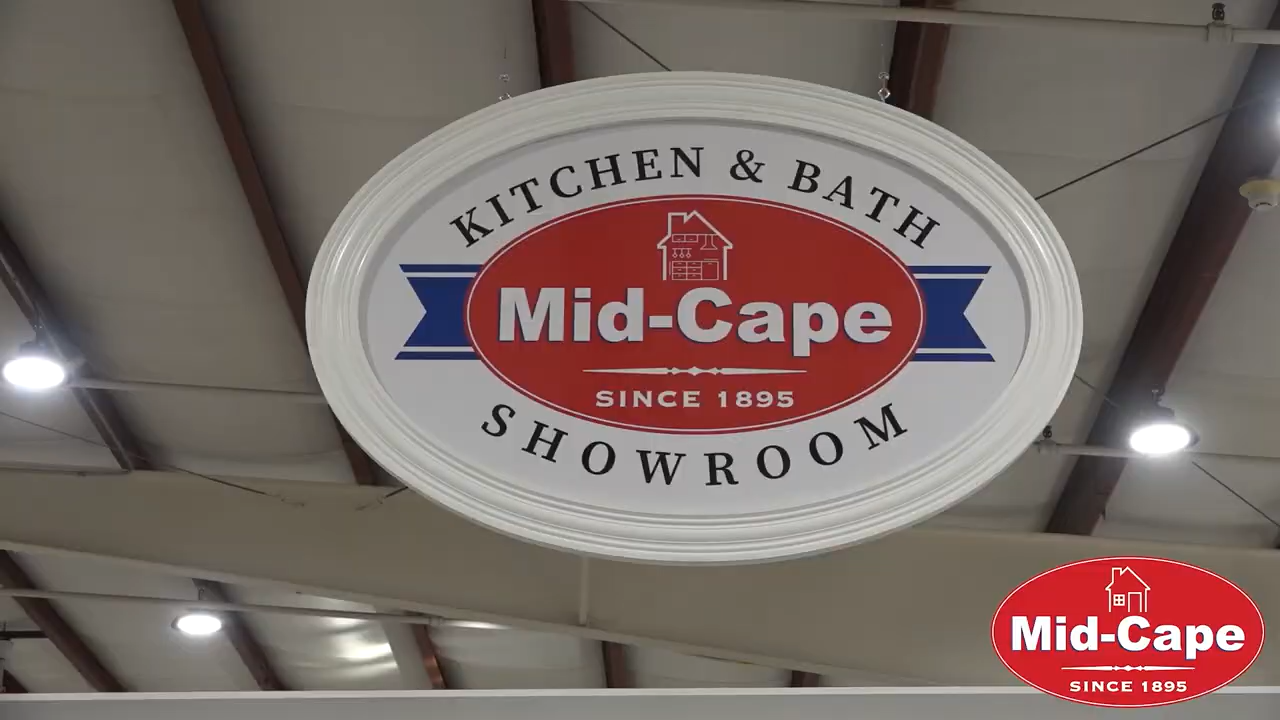 KITCHEN & BATH
Mid-Cape
SINCE 1895
SHOWROOM
Mid-Cape
SINCE 1895